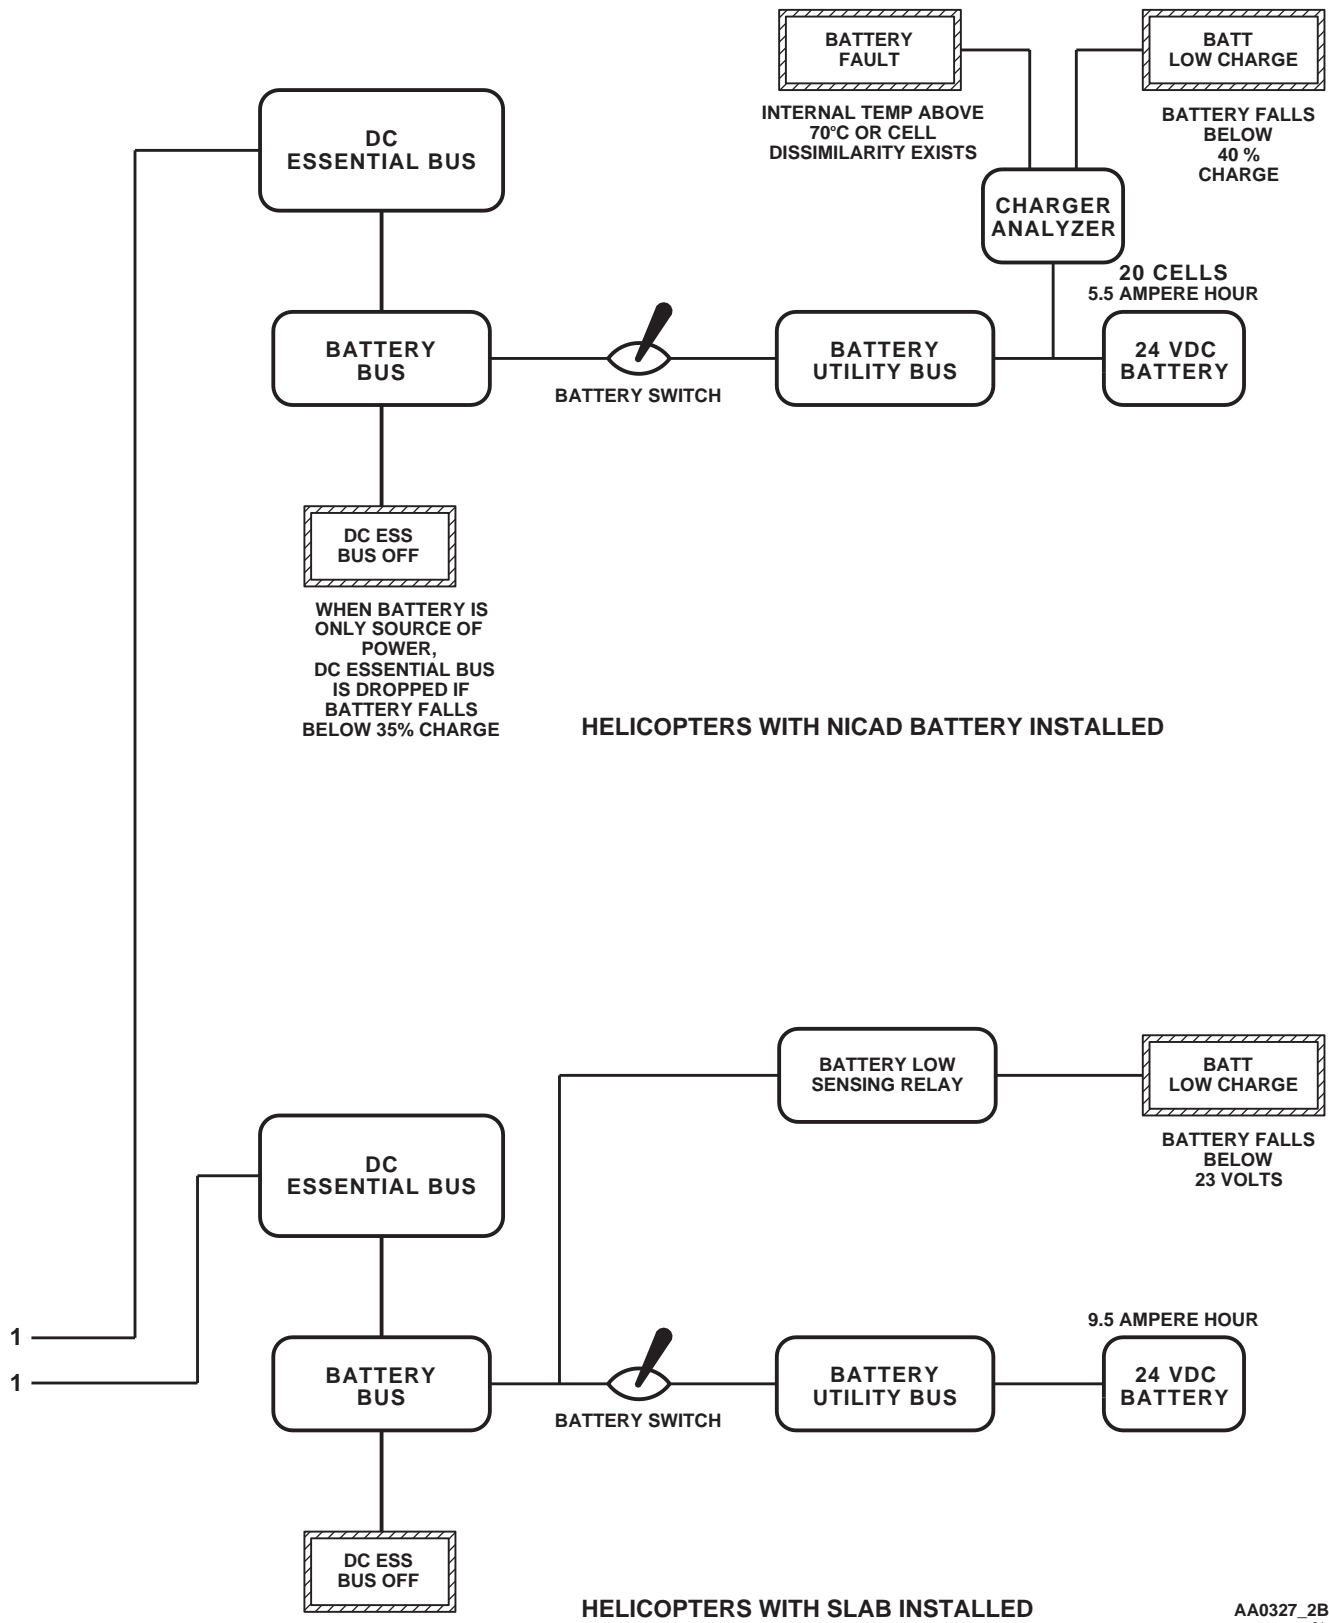 BATTERY
FAULT
INTERNAL TEMP ABOVE
70°C OR CELL
DISSIMILARITY EXISTS
BATT
LOW CHARGE
BATTERY FALLS
BELOW
40 %
CHARGE
DC
ESSENTIAL BUS
CHARGER
ANALYZER
20 CELLS
5.5 AMPERE HOUR
BATTERY
BUS
BATTERY SWITCH
BATTERY
UTILITY BUS
24 VDC
BATTERY
DC ESS
BUS OFF
WHEN BATTERY IS
ONLY SOURCE OF
POWER,
DC ESSENTIAL BUS
IS DROPPED IF
BATTERY FALLS
BELOW 35% CHARGE
HELICOPTERS WITH NICAD BATTERY INSTALLED
BATTERY LOW
SENSING RELAY
BATT
LOW CHARGE
BATTERY FALLS
BELOW
23 VOLTS
DC
ESSENTIAL BUS
1
1
9.5 AMPERE HOUR
BATTERY
BUS
BATTERY SWITCH
BATTERY
UTILITY BUS
24 VDC
BATTERY
DC ESS
BUS OFF
HELICOPTERS WITH SLAB INSTALLED
AA0327_2B